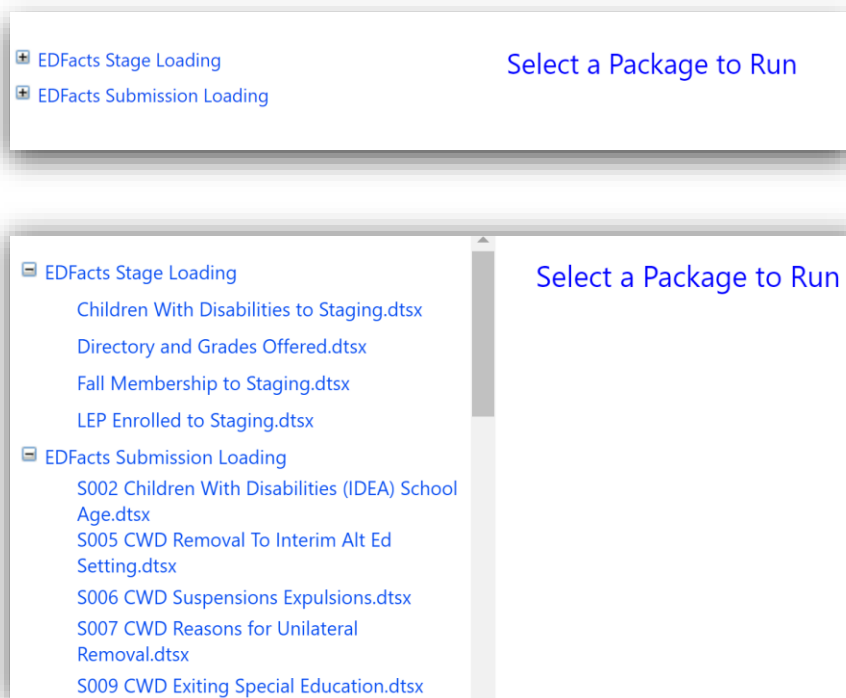 EDFacts Stage Loading
Select a Package to Run
EDFacts Submission Loading
EDFacts Stage Loading
Select a Package to Run
Children With Disabilities to Staging.dtsx
Directory and Grades Offered.dtsx
Fall Membership to Staging.dtsx
LEP Enrolled to Staging.dtsx
EDFacts Submission Loading
S002 Children With Disabilities (IDEA) School
Age.dtsx
S005 CWD Removal To Interim Alt Ed
Setting.dtsx
S006 CWD Suspensions Expulsions.dtsx
S007 CWD Reasons for Unilateral
Removal.dtsx
S009 CWD Exiting Special Education.dtsx